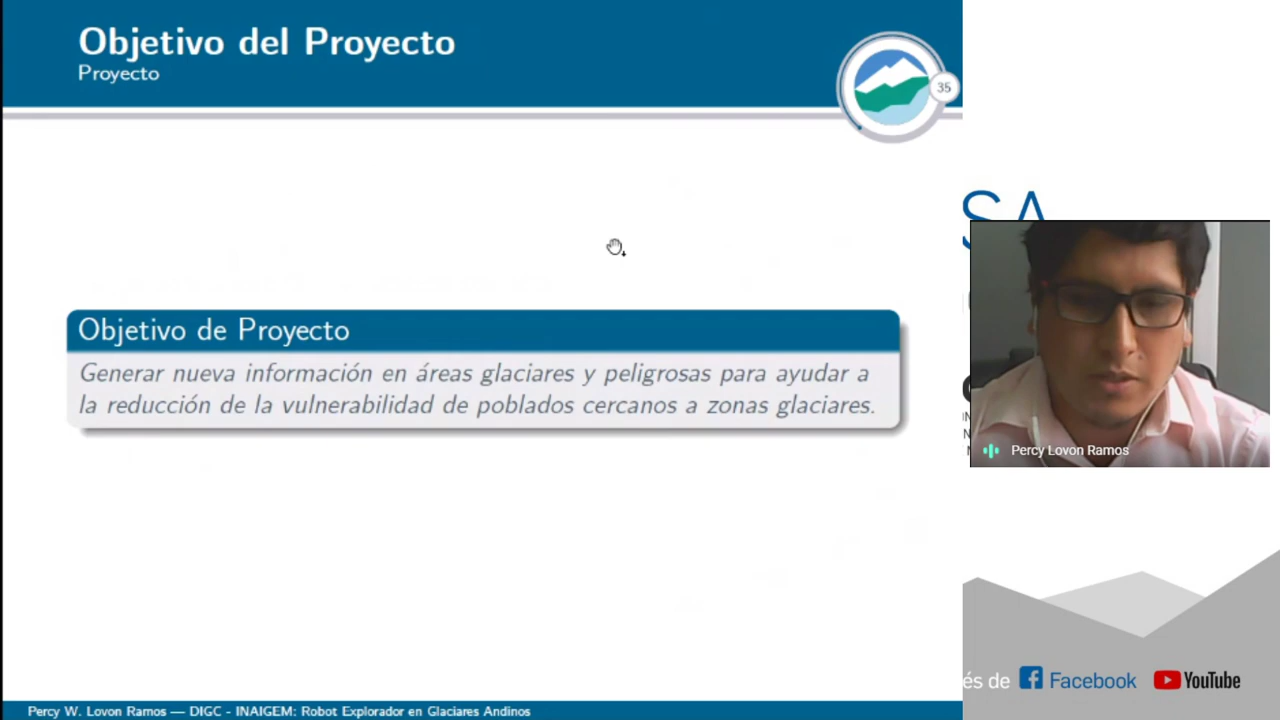 Objetivo del Proyecto
Proyecto
35
Objetivo de Proyecto
Generar nueva información en áreas glaciares y peligrosas para ayudar a
la reducción de la vulnerabilidad de poblados cercanos a zonas glaciares.
Percy W. Lovon Ramos — DIGC - INAIGEM: Robot Explorador en Glaciares Andinos
SA
Percy Lovon Ramos
és de Facebook YouTube